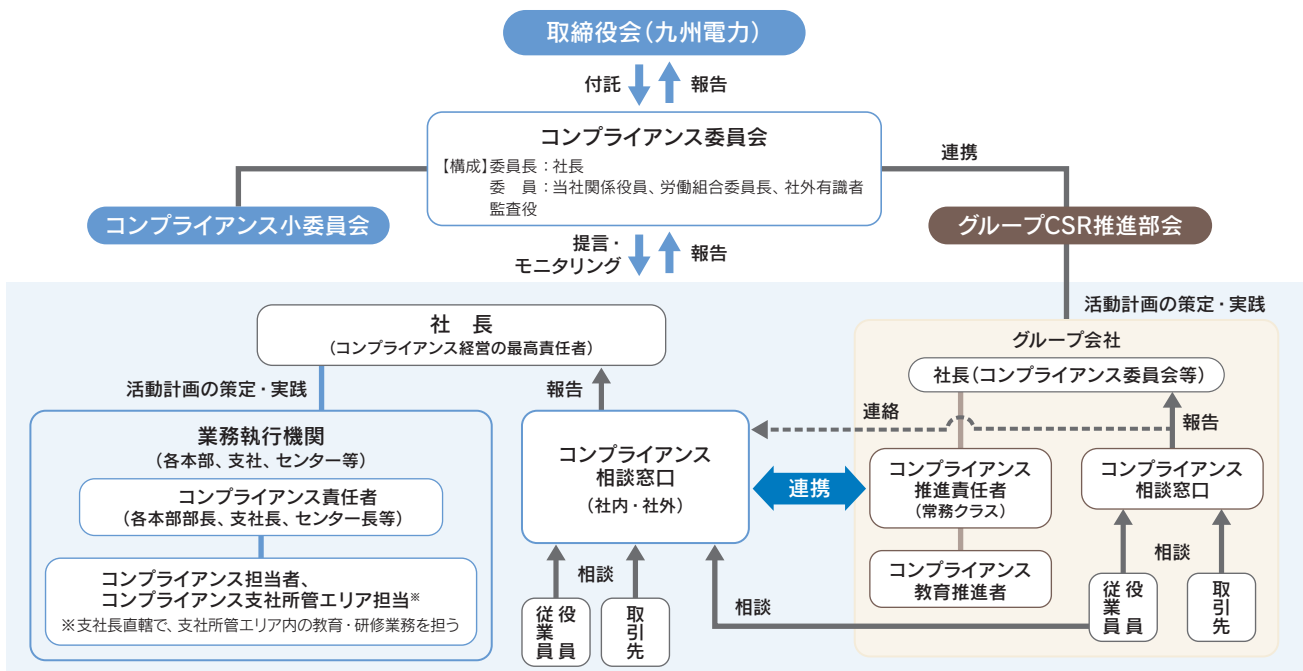 取締役会（九州電力）
付託
報告
コンプライアンス委員会
【構成】委員長：社長
委　員：当社関係役員、労働組合委員長、社外有識者
監査役
連携
コンプライアンス小委員会
グループCSR推進部会
提言・
モニタリング
報告
活動計画の策定・実践
社　長
（コンプライアンス経営の最高責任者）
活動計画の策定・実践
報告
業務執行機関
（各本部、支社、センター等）
コンプライアンス責任者
（各本部部長、支社長、センター長等）
コンプライアンス担当者、
コンプライアンス支社所管エリア担当※
※支社長直轄で、支社所管エリア内の教育・研修業務を担う
コンプライアンス
相談窓口
（社内・社外）
連携
相談
従業員
役員
取引先
相談
グループ会社
社長（コンプライアンス委員会等）
連絡
報告
コンプライアンス
推進責任者
（常務クラス）
コンプライアンス
教育推進者
コンプライアンス
相談窓口
相談
従業員
役員
取引先